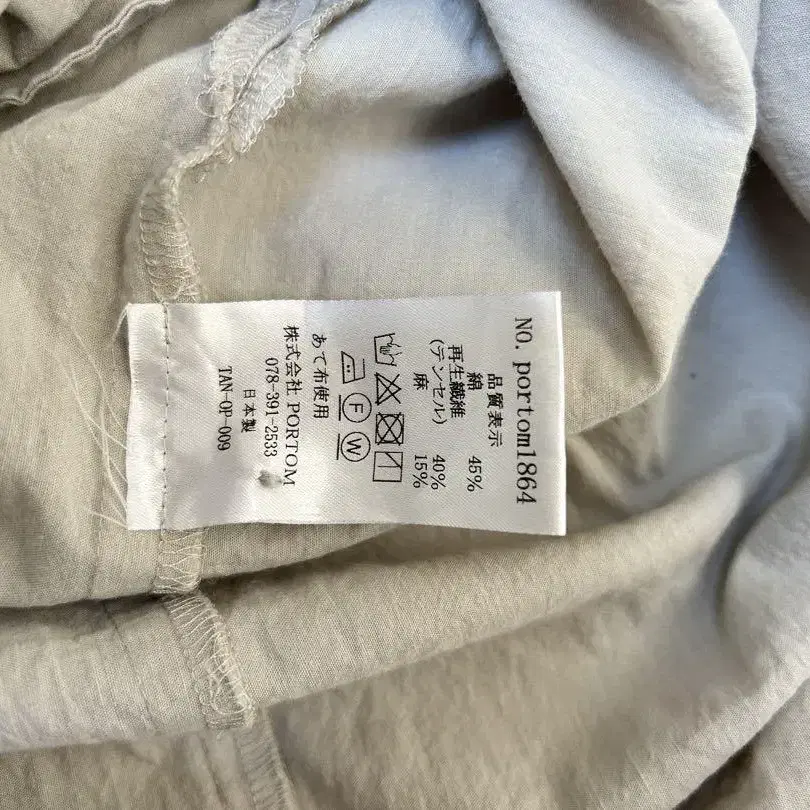 NO. portom1864
品質表示
綿 45%
再生繊維
(テンセル) 40%
麻 15%
F W
あて布使用
株式会社 PORTOM
078-391-2533
日本製
TAN-OP-009